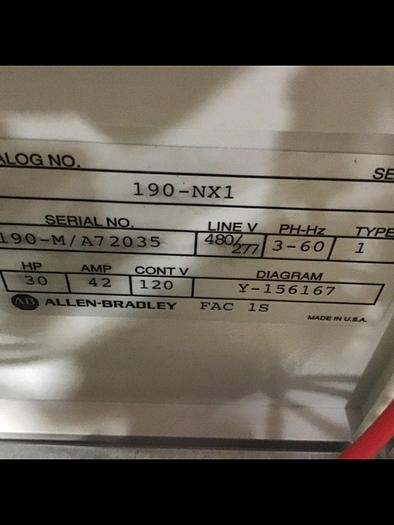 ALOG NO.
SE
190-NX1
SERIAL NO.
LINE V
PH-Hz
TYPE
190-M/A72035
480/277
3-60
1
HP
AMP
CONT V
DIAGRAM
30
42
120
Y-156167
AB ALLEN-BRADLEY FAC 1S
MADE IN U.S.A.